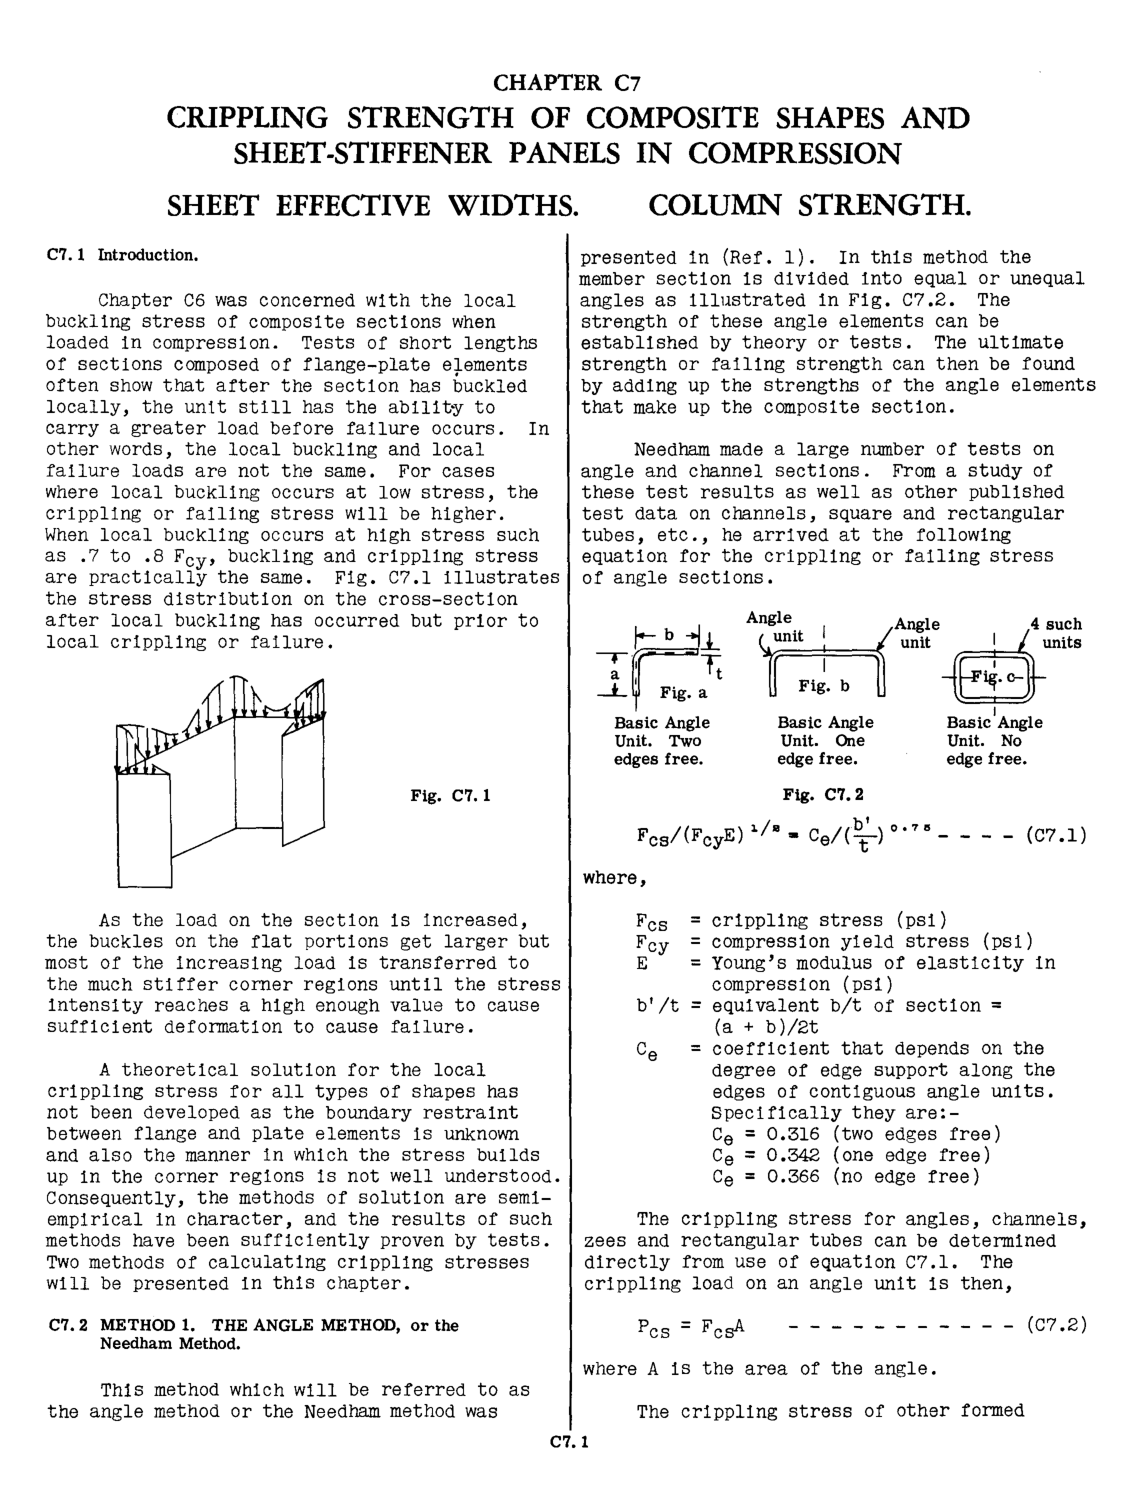 CHAPTER C7
CRIPPLING STRENGTH OF COMPOSITE SHAPES AND
SHEET-STIFFENER PANELS IN COMPRESSION
SHEET EFFECTIVE WIDTHS. COLUMN STRENGTH.
C7.1 Introduction.
Chapter C6 was concerned with the local
buckling stress of composite sections when
loaded in compression. Tests of short lengths
of sections composed of flange-plate elements
often show that after the section has buckled
locally, the unit still has the ability to
carry a greater load before failure occurs. In
other words, the local buckling and local
failure loads are not the same. For cases
where local buckling occurs at low stress, the
crippling or failing stress will be higher.
When local buckling occurs at high stress such
as .7 to .8 Fcy, buckling and crippling stress
are practically the same. Fig. C7.1 illustrates
the stress distribution on the cross-section
after local buckling has occurred but prior to
local crippling or failure.
Fig. C7.1
As the load on the section is increased,
the buckles on the flat portions get larger but
most of the increasing load is transferred to
the much stiffer corner regions until the stress
intensity reaches a high enough value to cause
sufficient deformation to cause failure.
A theoretical solution for the local
crippling stress for all types of shapes has
not been developed as the boundary restraint
between flange and plate elements is unknown
and also the manner in which the stress builds
up in the corner regions is not well understood.
Consequently, the methods of solution are semi-
empirical in character, and the results of such
methods have been sufficiently proven by tests.
Two methods of calculating crippling stresses
will be presented in this chapter.
C7.2 METHOD 1. THE ANGLE METHOD, or the
Needham Method.
This method which will be referred to as
the angle method or the Needham method was
presented in (Ref. 1). In this method the
member section is divided into equal or unequal
angles as illustrated in Fig. C7.2. The
strength of these angle elements can be
established by theory or tests. The ultimate
strength or failing strength can then be found
by adding up the strengths of the angle elements
that make up the composite section.
Needham made a large number of tests on
angle and channel sections. From a study of
these test results as well as other published
test data on channels, square and rectangular
tubes, etc., he arrived at the following
equation for the crippling or failing stress
of angle sections.
b
a
t
Fig. a
Basic Angle
Unit. Two
edges free.
Angle
unit
Angle
unit
Fig. b
Basic Angle
Unit. One
edge free.
4 such
units
Fig. c
Basic Angle
Unit. No
edge free.
Fig. C7.2
Fcs/(FcyE)^1/2 = Ce/(b'/t)^0.75 - - - - (C7.1)
where,
Fcs = crippling stress (psi)
Fcy = compression yield stress (psi)
E = Young's modulus of elasticity in
compression (psi)
b'/t = equivalent b/t of section =
(a + b)/2t
Ce = coefficient that depends on the
degree of edge support along the
edges of contiguous angle units.
Specifically they are:-
Ce = 0.316 (two edges free)
Ce = 0.342 (one edge free)
Ce = 0.366 (no edge free)
The crippling stress for angles, channels,
zees and rectangular tubes can be determined
directly from use of equation C7.1. The
crippling load on an angle unit is then,
Pcs = FcsA - - - - - - - - - - - (C7.2)
where A is the area of the angle.
The crippling stress of other formed
C7.1